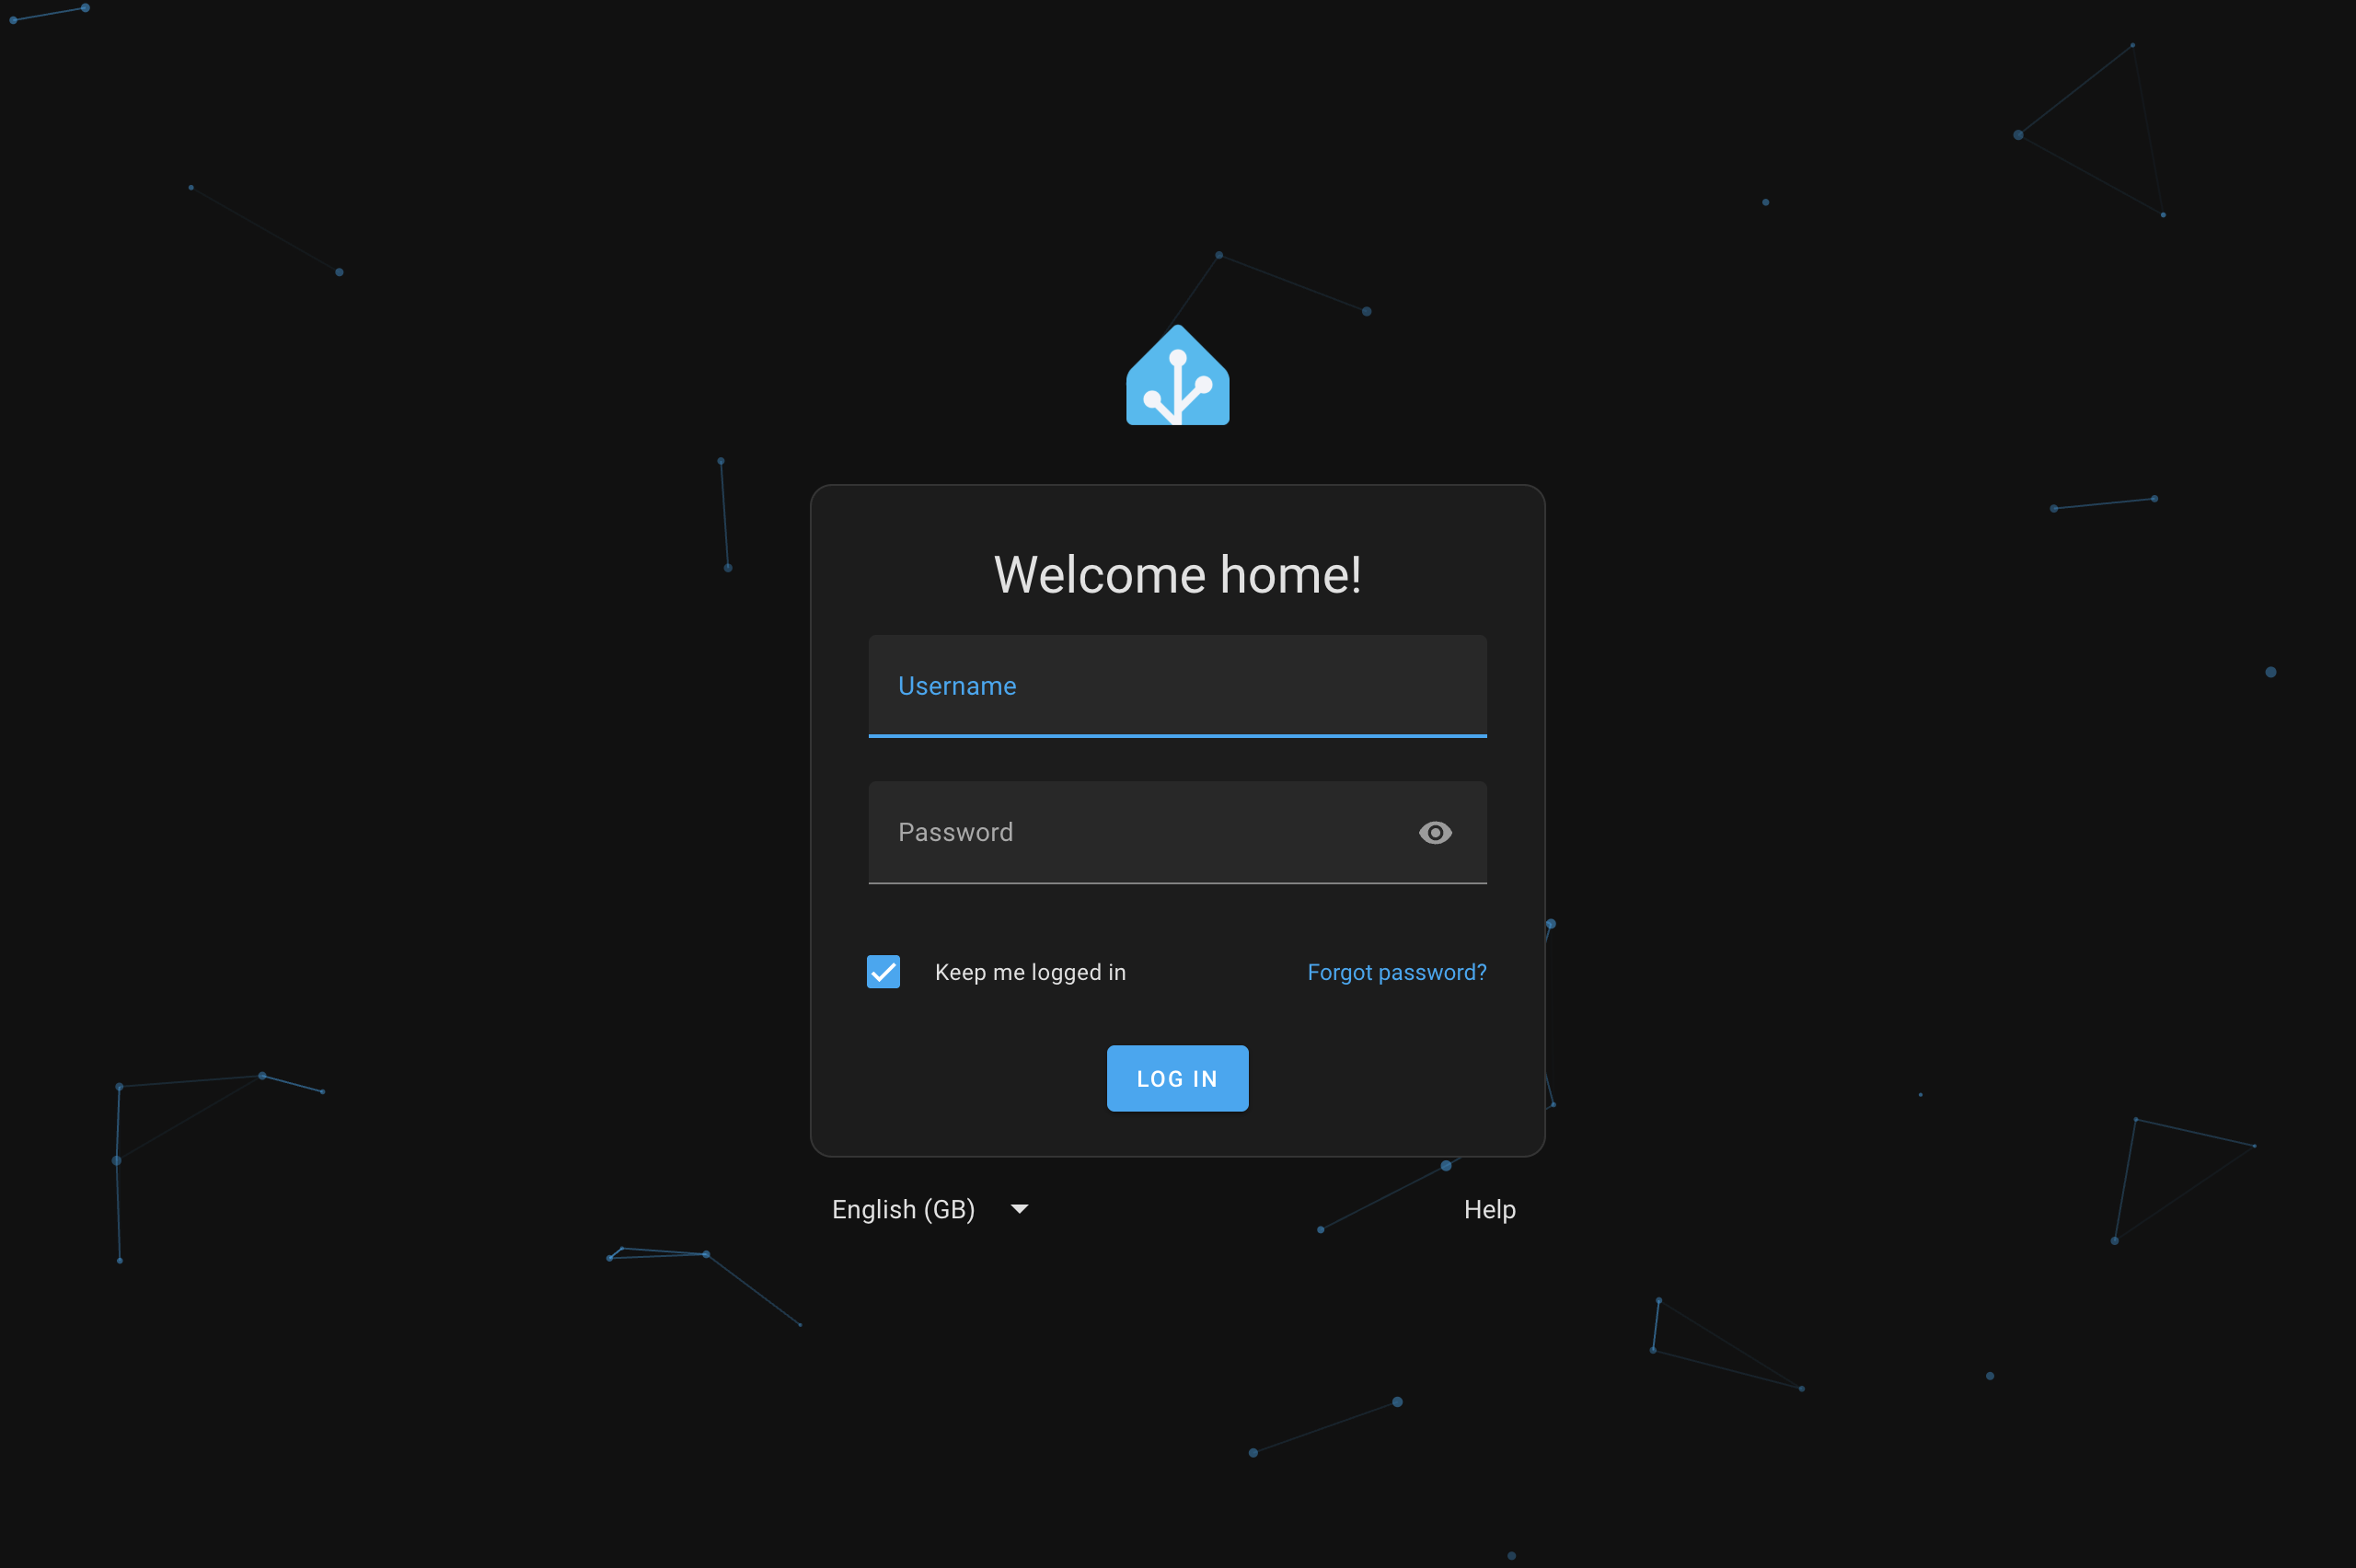 Welcome home!
Username
Password
Keep me logged in
Forgot password?
LOG IN
English (GB)
Help